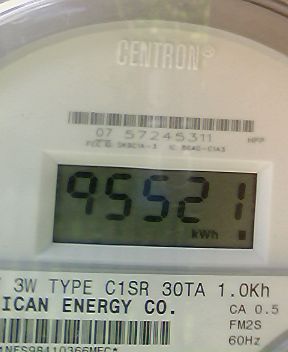 CENTRON®
07 57245311
95521
kWh
3W TYPE C1SR 30TA 1.0Kh
ICAN ENERGY CO.
CA 0.5
FM2S
60Hz